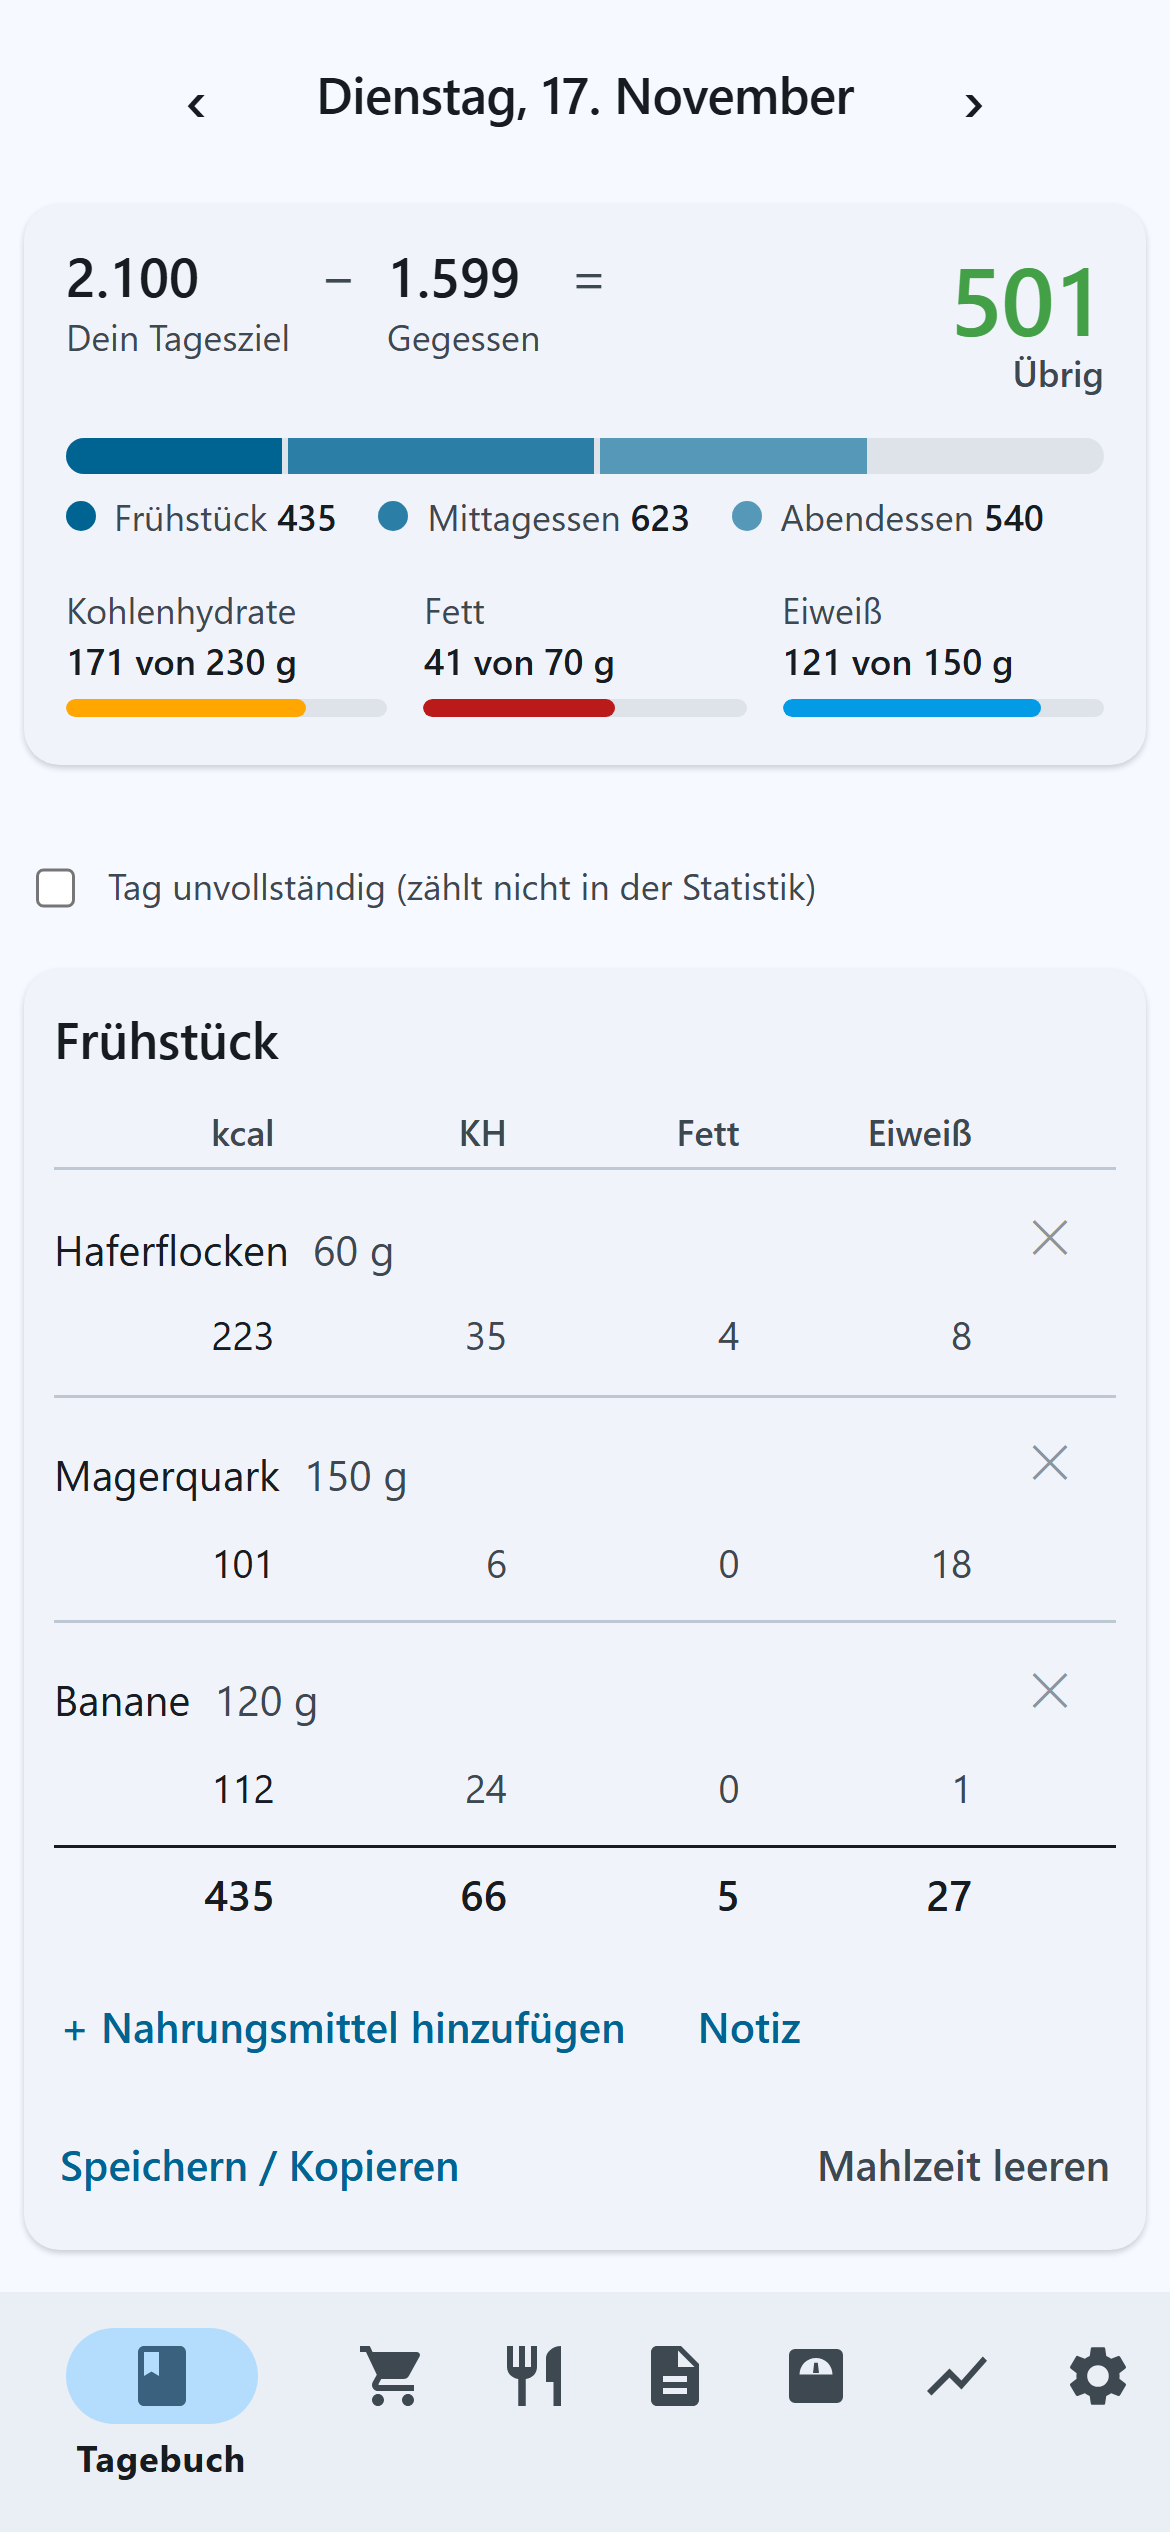 ‹ Dienstag, 17. November ›
2.100 − 1.599 = 501
Dein Tagesziel Gegessen Übrig
Frühstück 435 Mittagessen 623 Abendessen 540
Kohlenhydrate Fett Eiweiß
171 von 230 g 41 von 70 g 121 von 150 g
Tag unvollständig (zählt nicht in der Statistik)
Frühstück
kcal KH Fett Eiweiß
Haferflocken 60 g
223 35 4 8
Magerquark 150 g
101 6 0 18
Banane 120 g
112 24 0 1
435 66 5 27
+ Nahrungsmittel hinzufügen Notiz
Speichern / Kopieren Mahlzeit leeren
Tagebuch